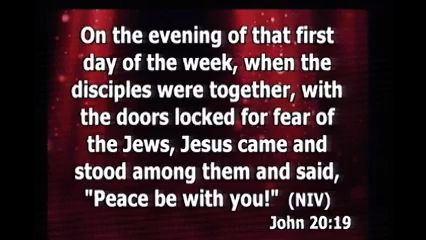 On the evening of that first
day of the week, when the
disciples were together, with
the doors locked for fear of
the Jews, Jesus came and
stood among them and said,
"Peace be with you!" (NIV)
John 20:19